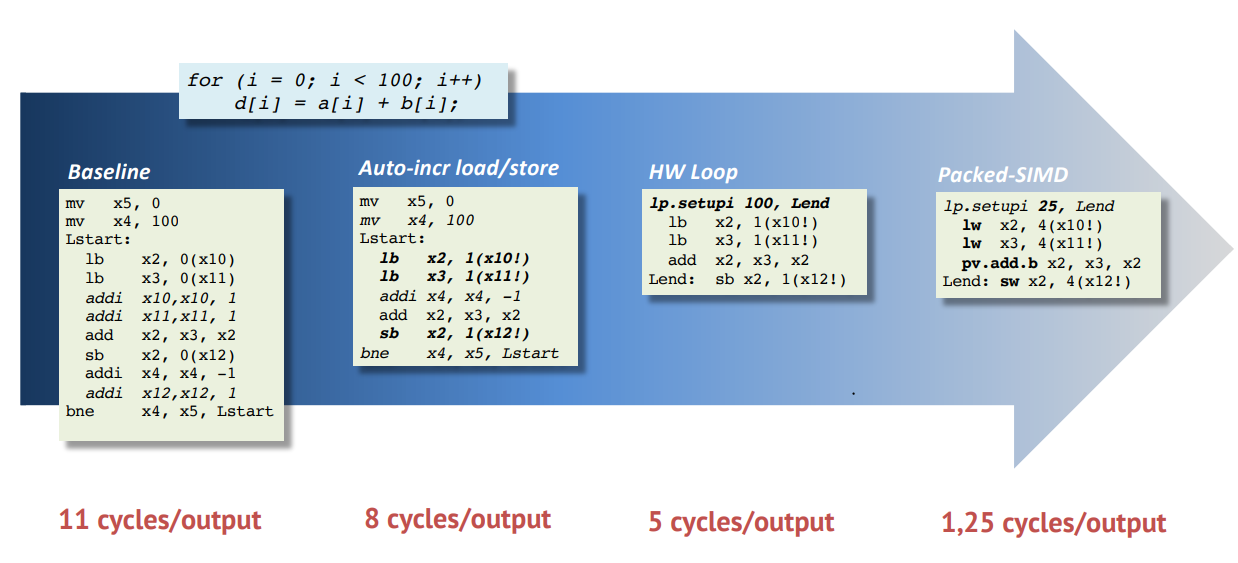 for (i = 0; i < 100; i++)
d[i] = a[i] + b[i];
Baseline
mv x5, 0
mv x4, 100
Lstart:
lb x2, 0(x10)
lb x3, 0(x11)
addi x10,x10, 1
addi x11,x11, 1
add x2, x3, x2
sb x2, 0(x12)
addi x4, x4, -1
addi x12,x12, 1
bne x4, x5, Lstart
11 cycles/output
Auto-incr load/store
mv x5, 0
mv x4, 100
Lstart:
lb x2, 1(x10!)
lb x3, 1(x11!)
addi x4, x4, -1
add x2, x3, x2
sb x2, 1(x12!)
bne x4, x5, Lstart
8 cycles/output
HW Loop
lp.setupi 100, Lend
lb x2, 1(x10!)
lb x3, 1(x11!)
add x2, x3, x2
Lend: sb x2, 1(x12!)
5 cycles/output
Packed-SIMD
lp.setupi 25, Lend
lw x2, 4(x10!)
lw x3, 4(x11!)
pv.add.b x2, x3, x2
Lend: sw x2, 4(x12!)
1,25 cycles/output